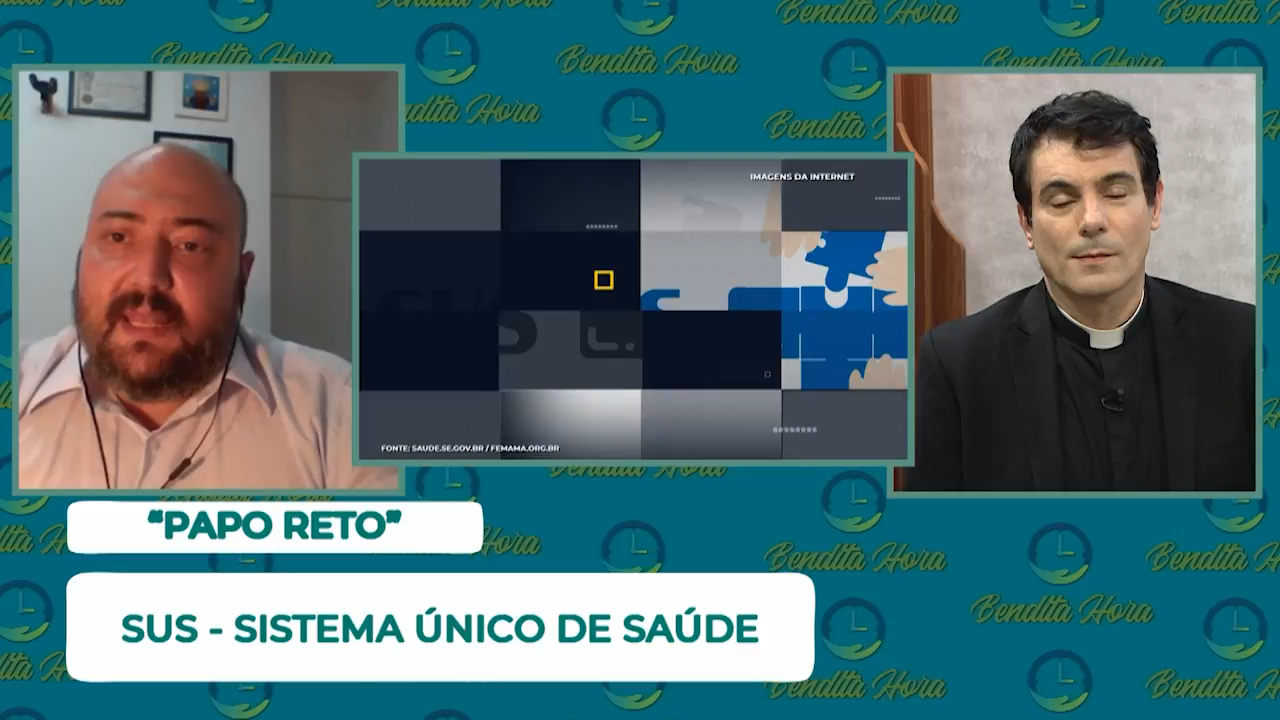 Bendita Hora
IMAGENS DA INTERNET
FONTE: SAUDE.SE.GOV.BR / FEMAMA.ORG.BR
“PAPO RETO”
SUS - SISTEMA ÚNICO DE SAÚDE